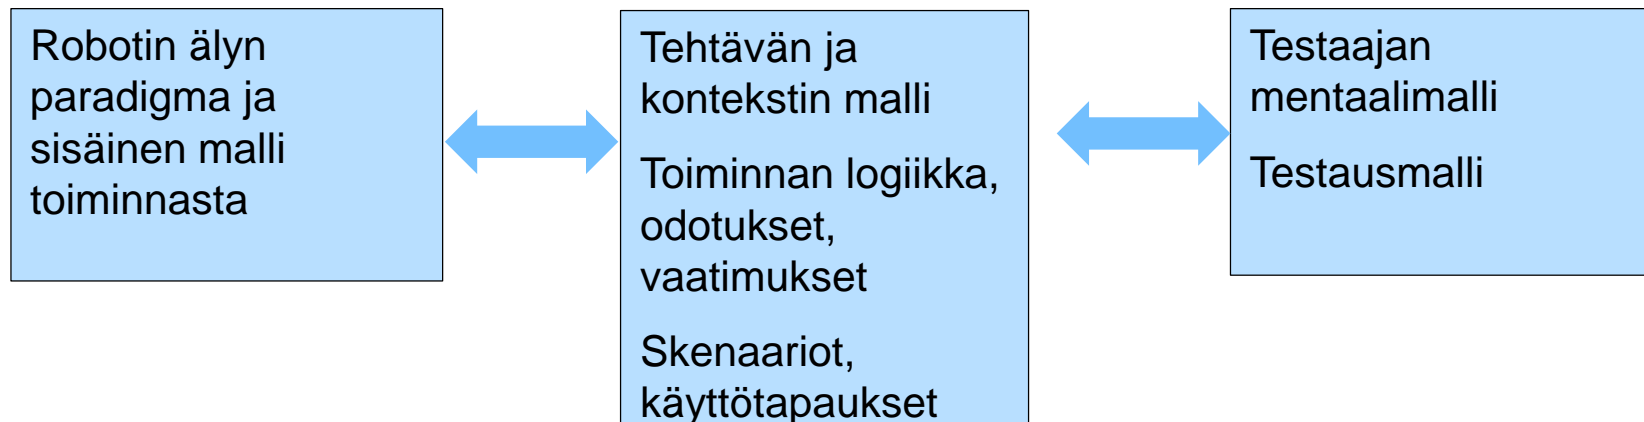 Robotin älyn
paradigma ja
sisäinen malli
toiminnasta
Tehtävän ja
kontekstin malli
Toiminnan logiikka,
odotukset,
vaatimukset
Skenaariot,
käyttötapaukset
Testaajan
mentaalimalli
Testausmalli